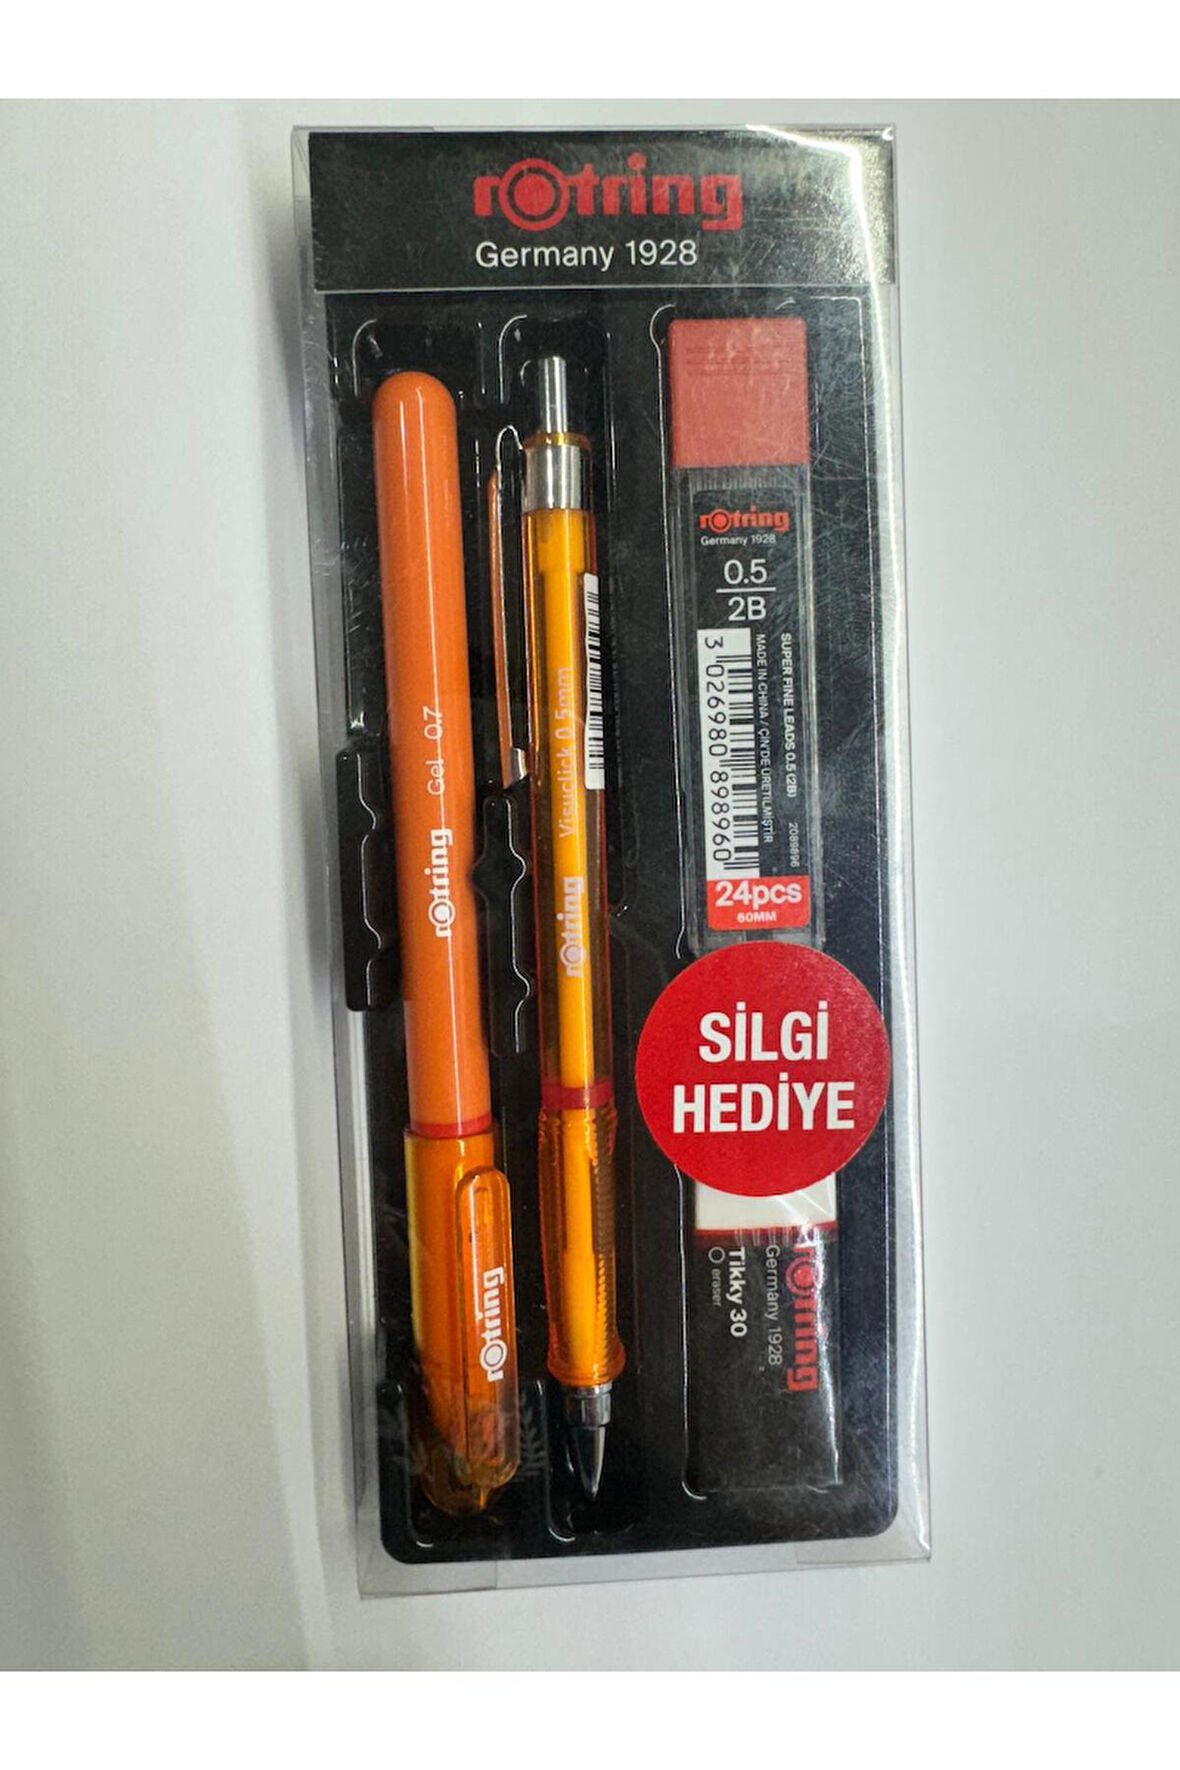 rotring
Germany 1928
rotring Gel 0.7
rotring
rotring Visuclick 0.5mm
rotring
Germany 1928
0.5
2B
SUPER FINE LEADS 0.5 (2B)
MADE IN CHINA / ÇİN'DE ÜRETİLMİŞTİR
2089896
3 026980 898960
24pcs
60MM
SİLGİ
HEDİYE
rotring
Germany 1928
Tikky 30
eraser